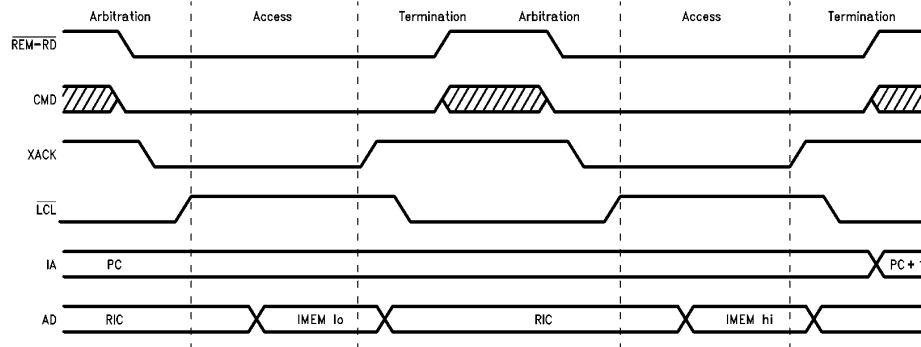 Arbitration Access Termination Arbitration Access Termination
REM-RD
CMD
XACK
LCL
IA PC PC +
AD RIC IMEM lo RIC IMEM hi